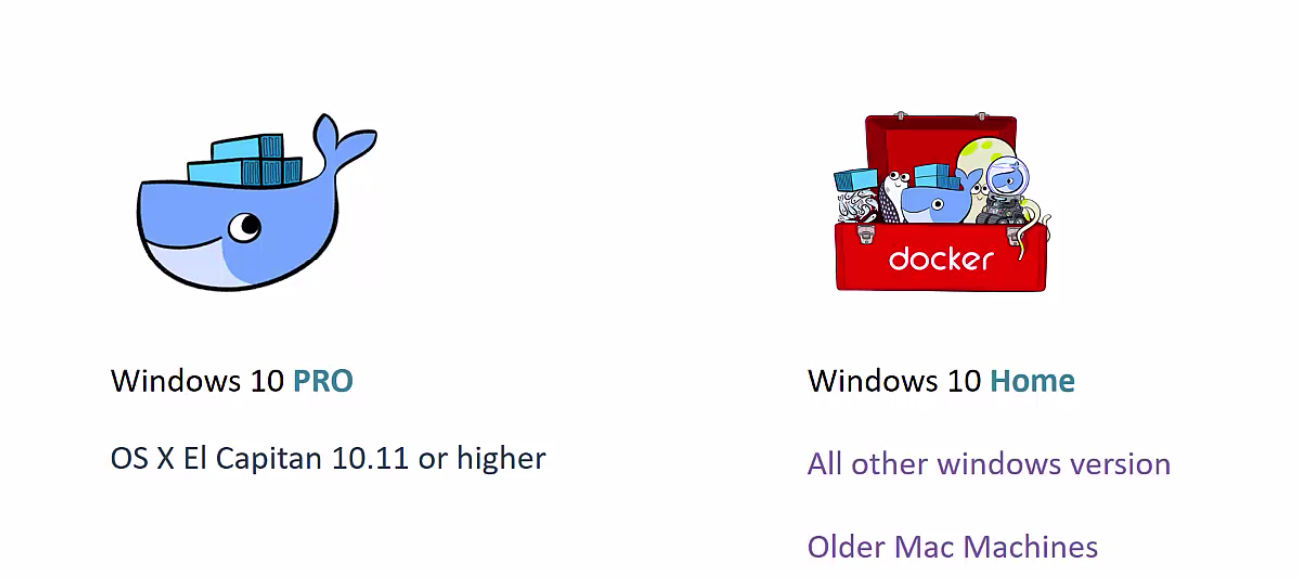 docker
Windows 10 PRO
OS X El Capitan 10.11 or higher
Windows 10 Home
All other windows version
Older Mac Machines